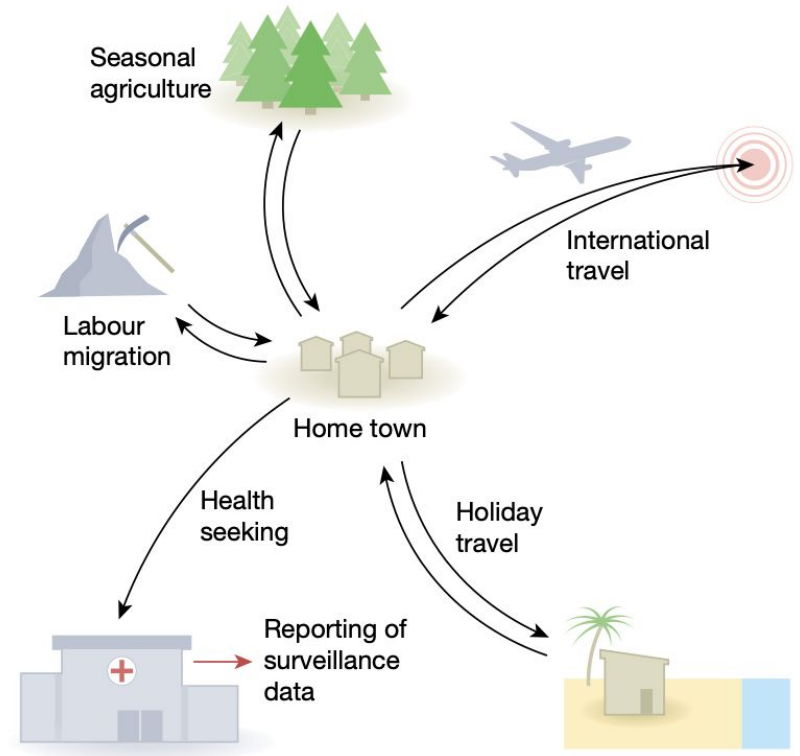 Seasonal
agriculture
International
travel
Labour
migration
Home town
Health
seeking
Holiday
travel
Reporting of
surveillance
data